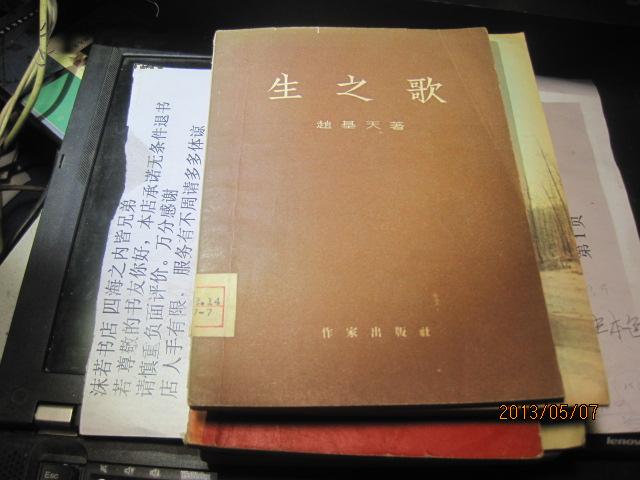 生之歌
趙基天著
作家出版社
沫若书店 四海之内皆兄弟
若 尊敬的书友你好，本店承诺无条件退书
请慎重负面评价。万分感谢
店 人手有限， 服务有不周请多多体谅
第1页
2013/05/07
lenovo
Esc